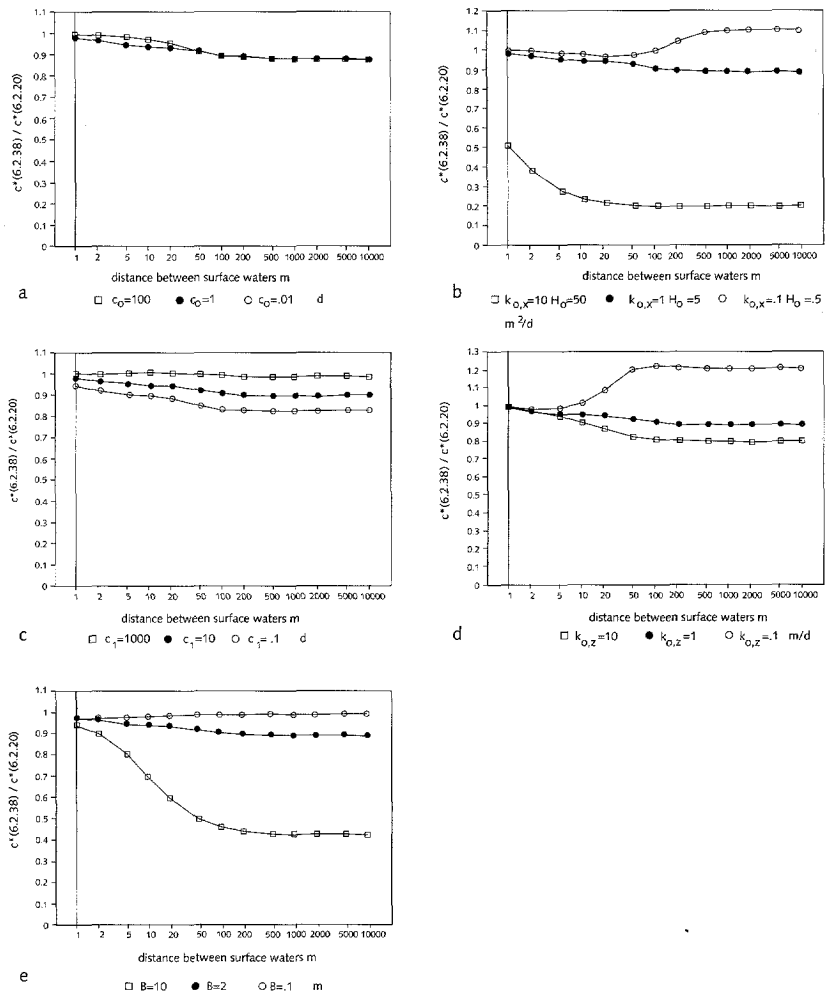 1.1
1
0.9
0.8
0.7
0.6
0.5
0.4
0.3
0.2
0.1
0
c*(6.2.38) / c*(6.2.20)
1 2 5 10 20 50 100 200 500 1000 2000 5000 10000
distance between surface waters m
a
□ c₀=100 ● c₀=1 ○ c₀=.01 d
1.2
1.1
1
0.9
0.8
0.7
0.6
0.5
0.4
0.3
0.2
0.1
0
c*(6.2.38) / c*(6.2.20)
1 2 5 10 20 50 100 200 500 1000 2000 5000 10000
distance between surface waters m
b
□ k₀,ₓ=10 H₀=50 ● k₀,ₓ=1 H₀=5 ○ k₀,ₓ=.1 H₀=.5
m²/d
1.1
1
0.9
0.8
0.7
0.6
0.5
0.4
0.3
0.2
0.1
0
c*(6.2.38) / c*(6.2.20)
1 2 5 10 20 50 100 200 500 1000 2000 5000 10000
distance between surface waters m
c
□ c₁=1000 ● c₁=10 ○ c₁=.1 d
1.3
1.2
1.1
1
0.9
0.8
0.7
0.6
0.5
0.4
0.3
0.2
0.1
0
c*(6.2.38) / c*(6.2.20)
1 2 5 10 20 50 100 200 500 1000 2000 5000 10000
distance between surface waters m
d
□ k₀,z=10 ● k₀,z=1 ○ k₀,z=.1 m/d
1.1
1
0.9
0.8
0.7
0.6
0.5
0.4
0.3
0.2
0.1
0
c*(6.2.38) / c*(6.2.20)
1 2 5 10 20 50 100 200 500 1000 2000 5000 10000
distance between surface waters m
e
□ B=10 ● B=2 ○ B=.1 m